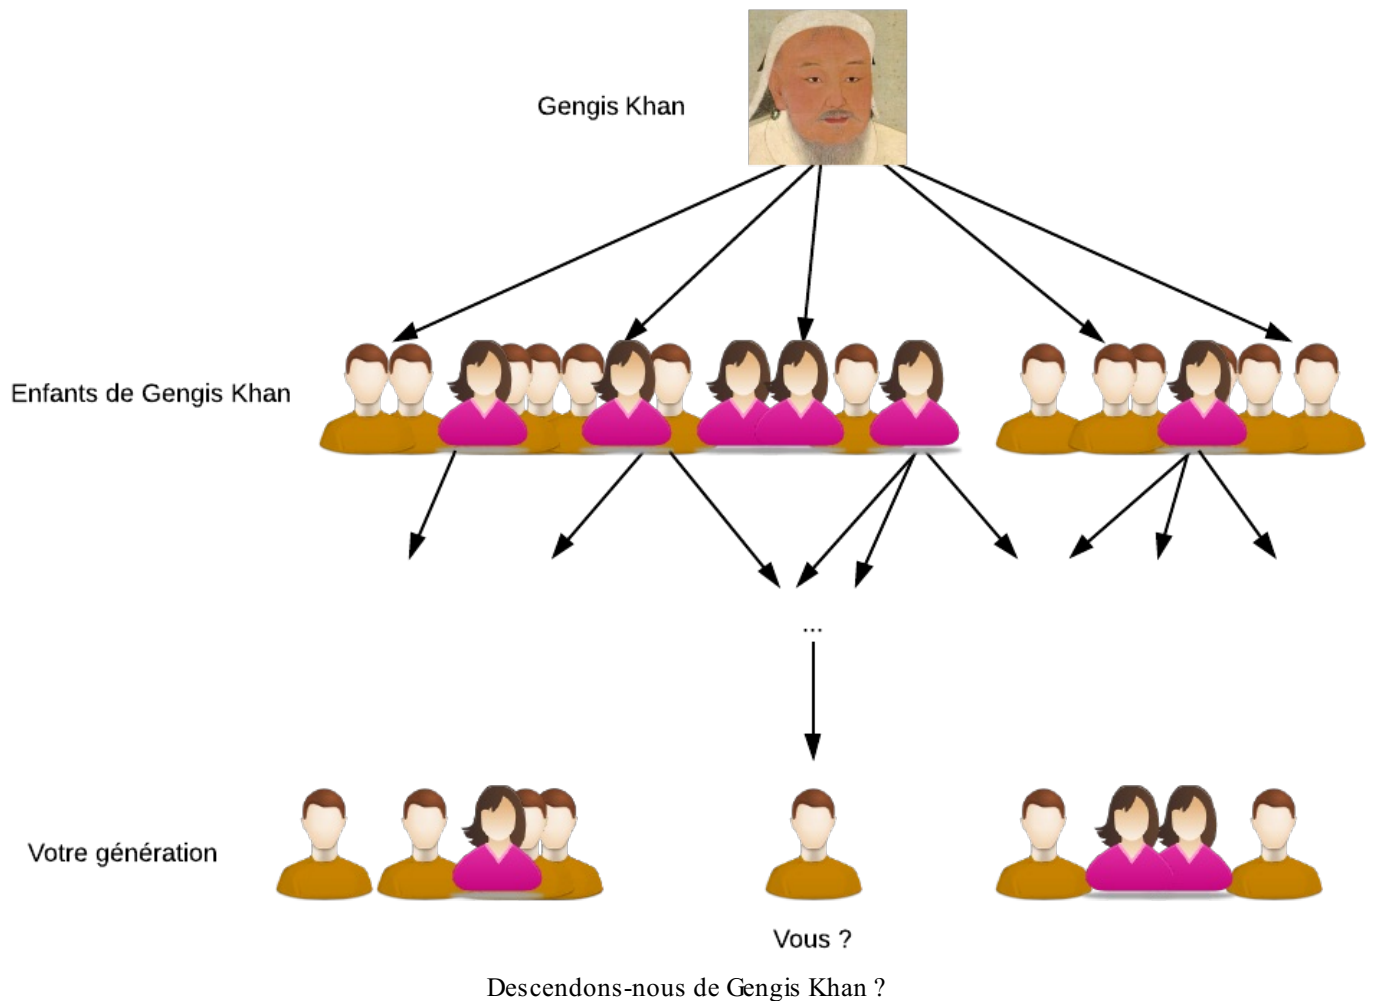 Gengis Khan
Enfants de Gengis Khan
...
Votre génération
Vous ?
Descendons-nous de Gengis Khan ?